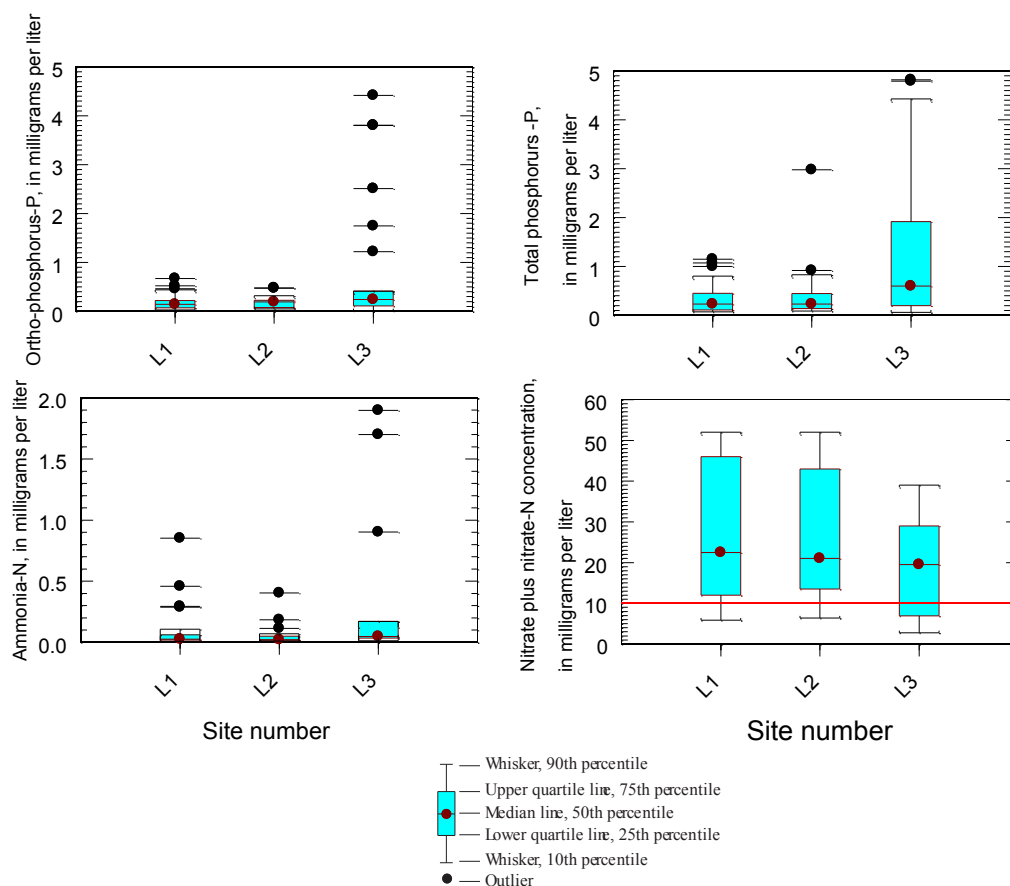 Ortho-phosphorus-P, in milligrams per liter
5
4
3
2
1
0
L1
L2
L3
Total phosphorurs -P,
in milligrams per liter
5
4
3
2
1
0
L1
L2
L3
Ammonia-N, in milligrams per liter
2.0
1.5
1.0
0.5
0.0
L1
L2
L3
Site number
Nitrate plus nitrate-N concentration,
in milligrams per liter
60
50
40
30
20
10
0
L1
L2
L3
Site number
Whisker, 90th percentile
Upper quartile line, 75th percentile
Median line, 50th percentile
Lower quartile line, 25th percentile
Whisker, 10th percentile
Outlier